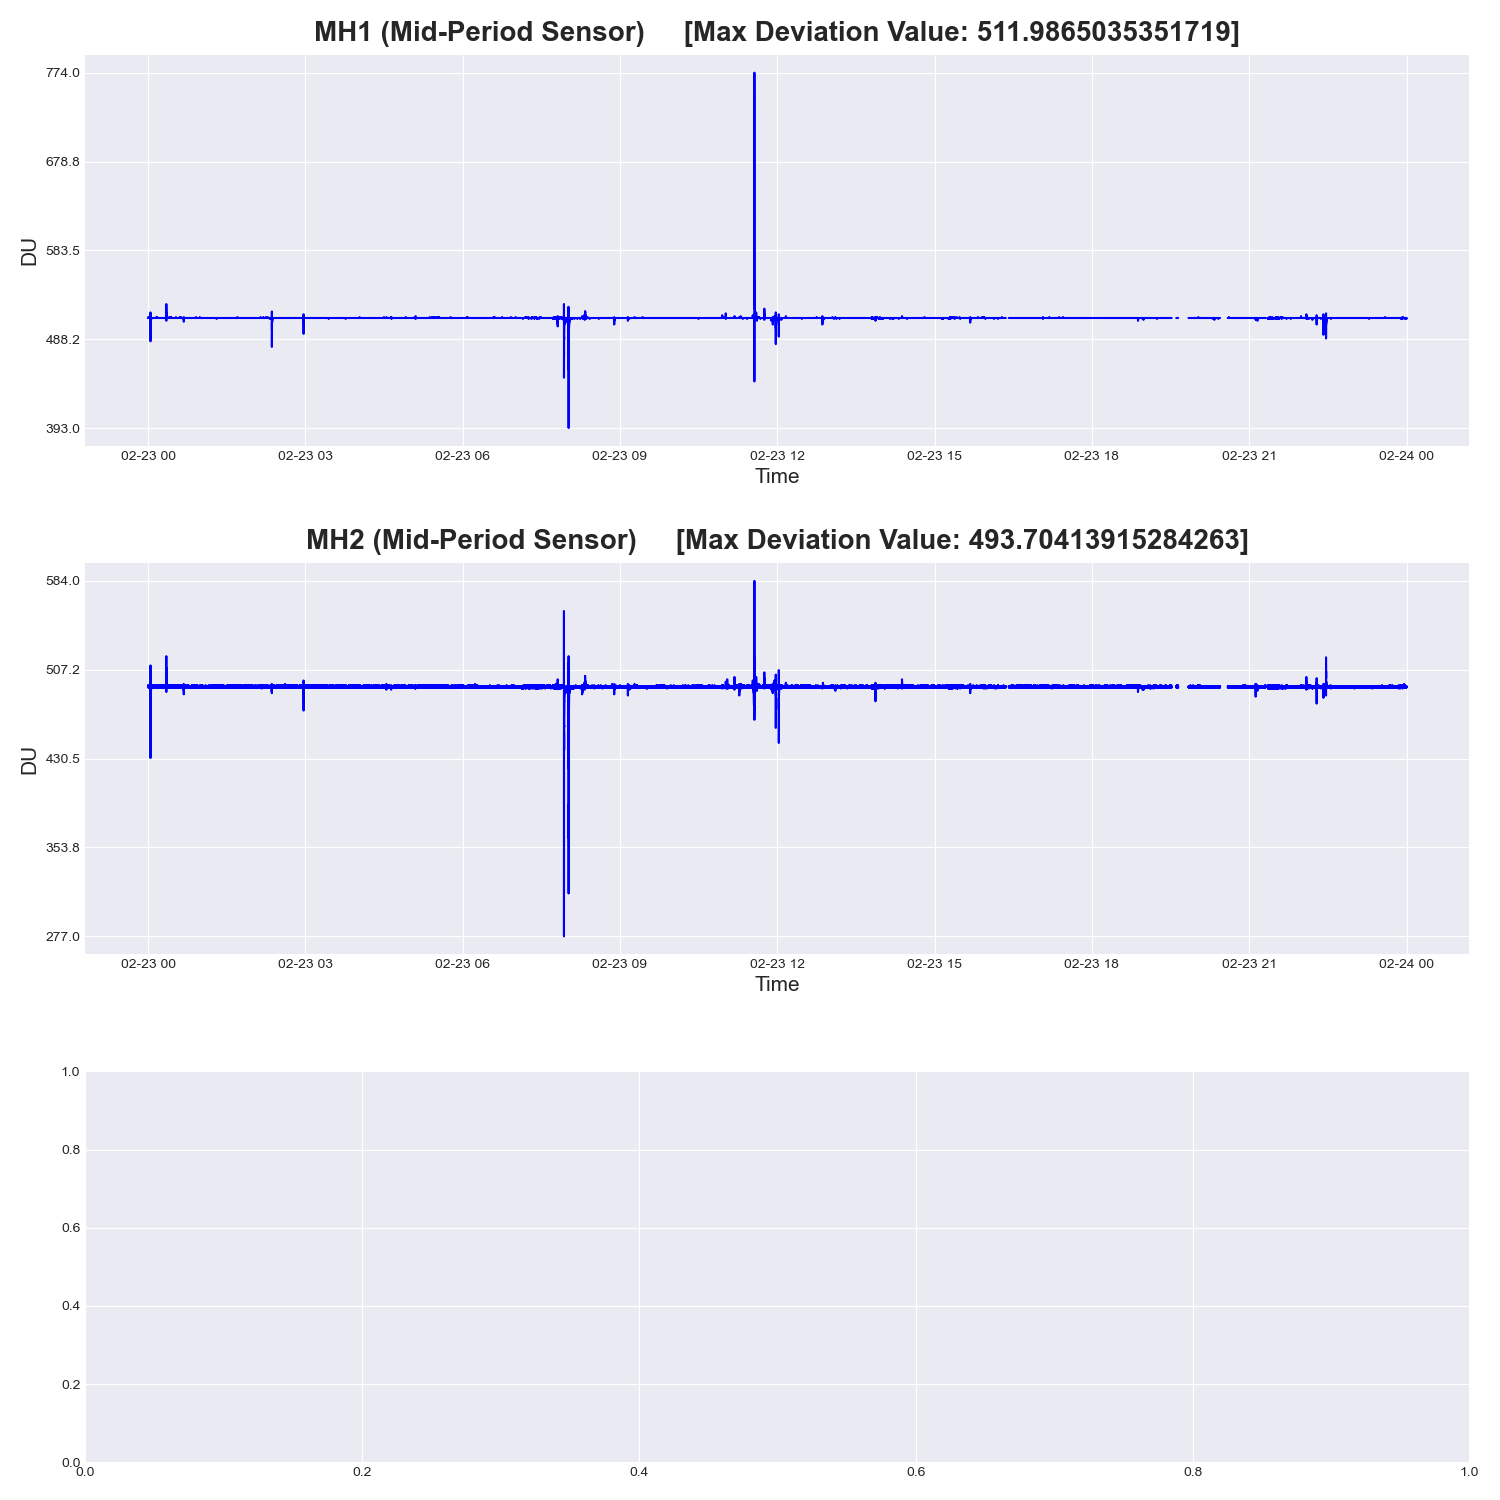 MH1 (Mid-Period Sensor) [Max Deviation Value: 511.9865035351719]
774.0
678.8
583.5
488.2
393.0
DU
02-23 00 02-23 03 02-23 06 02-23 09 02-23 12 02-23 15 02-23 18 02-23 21 02-24 00
Time
MH2 (Mid-Period Sensor) [Max Deviation Value: 493.70413915284263]
584.0
507.2
430.5
353.8
277.0
DU
02-23 00 02-23 03 02-23 06 02-23 09 02-23 12 02-23 15 02-23 18 02-23 21 02-24 00
Time
1.0
0.8
0.6
0.4
0.2
0.0
0.0 0.2 0.4 0.6 0.8 1.0